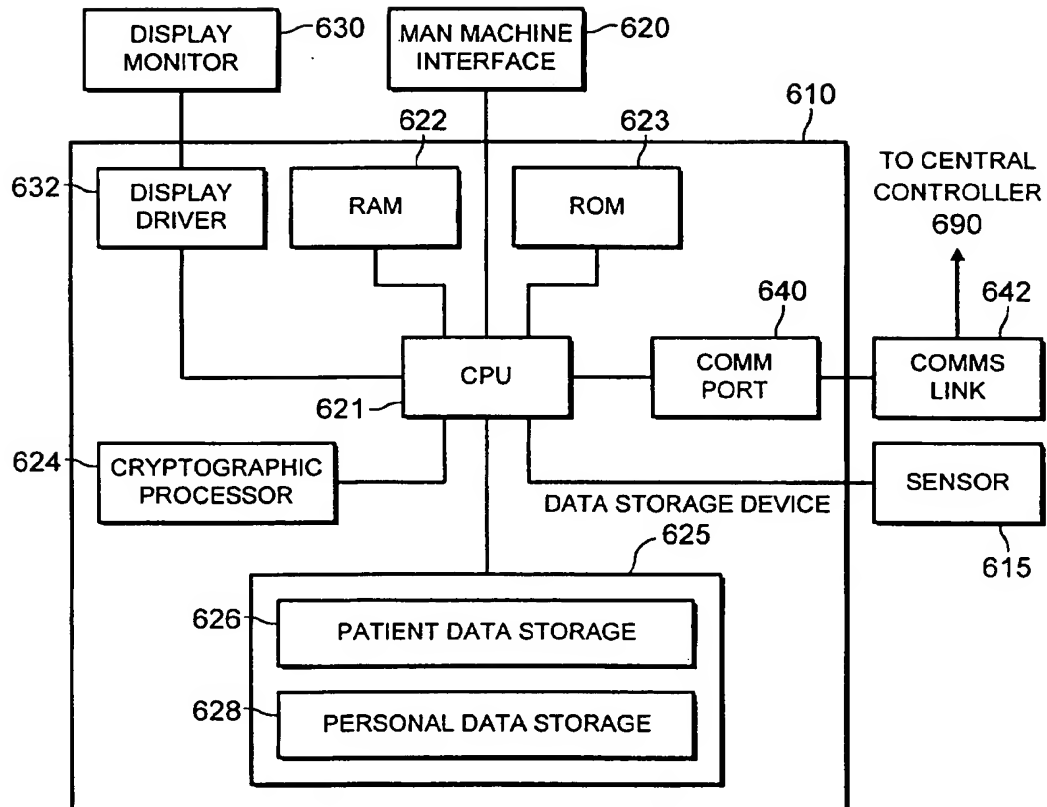 DISPLAY
MONITOR
630
MAN MACHINE
INTERFACE
620
610
622
623
632
DISPLAY
DRIVER
RAM
ROM
TO CENTRAL
CONTROLLER
690
640
642
CPU
621
COMM
PORT
COMMS
LINK
624
CRYPTOGRAPHIC
PROCESSOR
SENSOR
615
DATA STORAGE DEVICE
625
626
PATIENT DATA STORAGE
628
PERSONAL DATA STORAGE